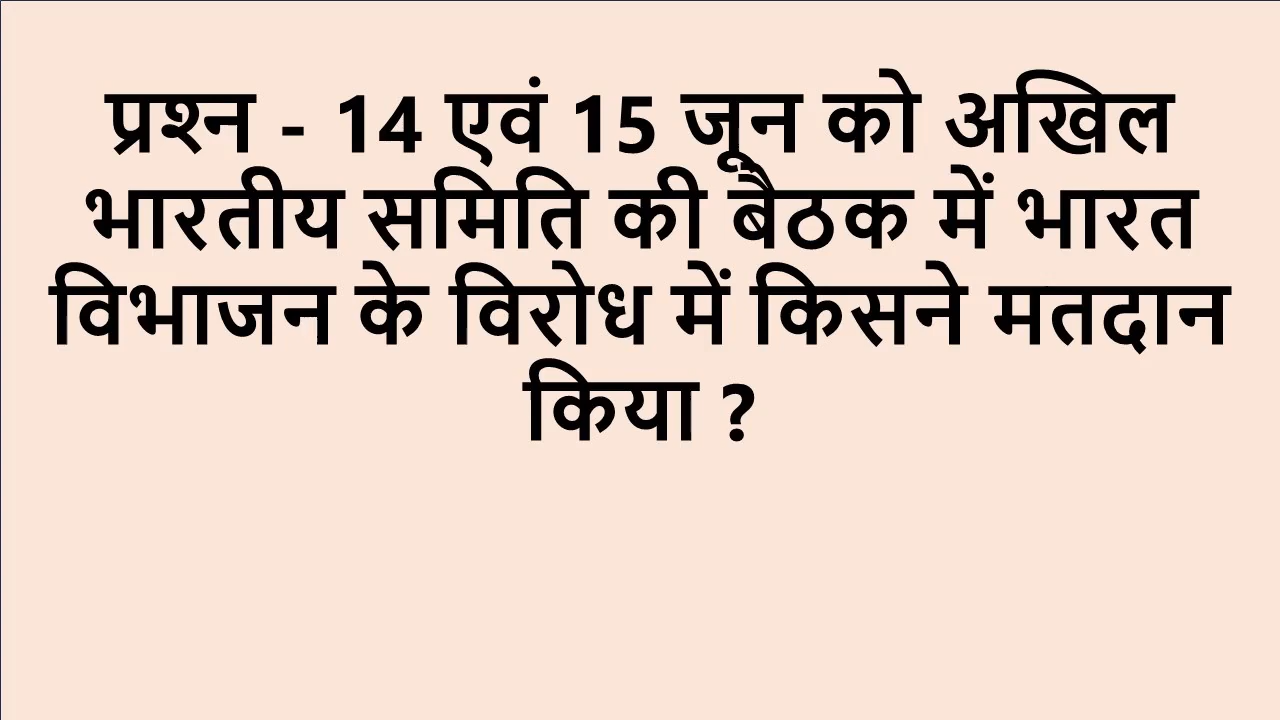 प्रश्न - 14 एवं 15 जून को अखिल
भारतीय समिति की बैठक में भारत
विभाजन के विरोध में किसने मतदान
किया ?